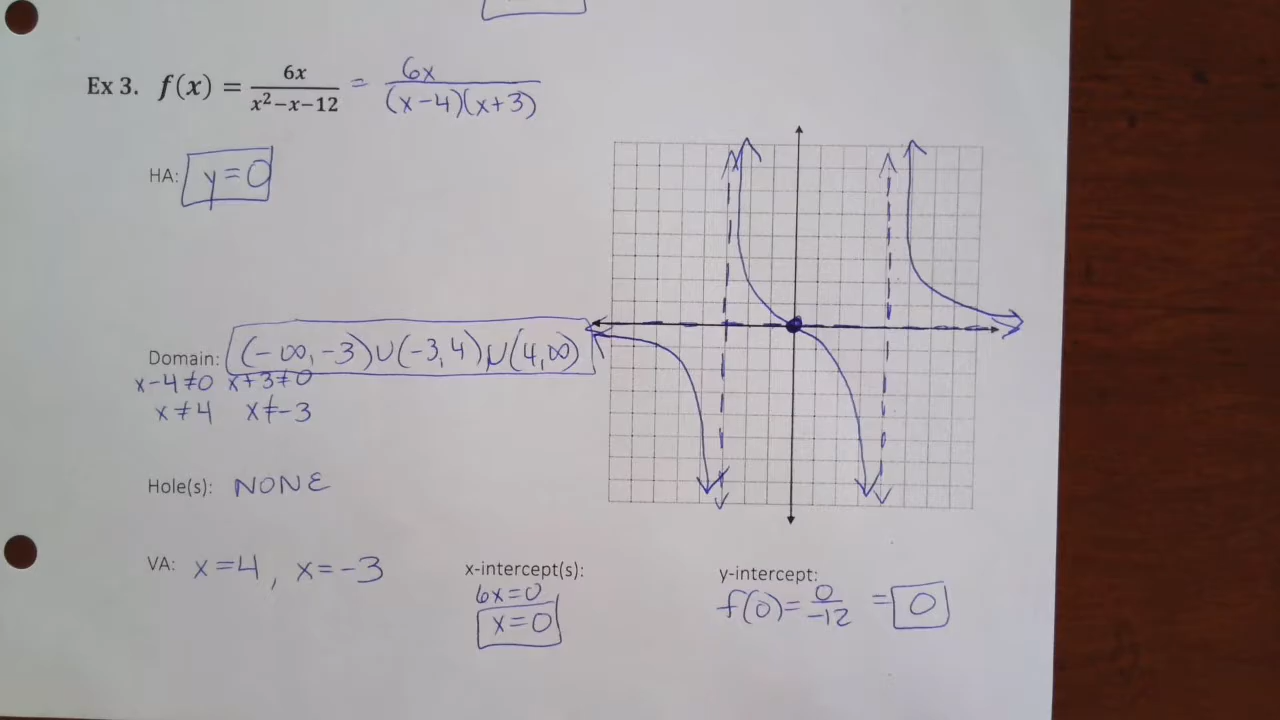 Ex 3. f(x) = 6x / x²−x−12 = 6x / (x−4)(x+3)
HA: y=0
Domain: (−∞,−3)∪(−3,4)∩(4,∞)
x−4≠0 x+3≠0
x≠4 x≠−3
Hole(s): NONE
VA: x=4, x=−3
x-intercept(s):
6x=0
x=0
y-intercept:
f(0)= 0/−12 = 0